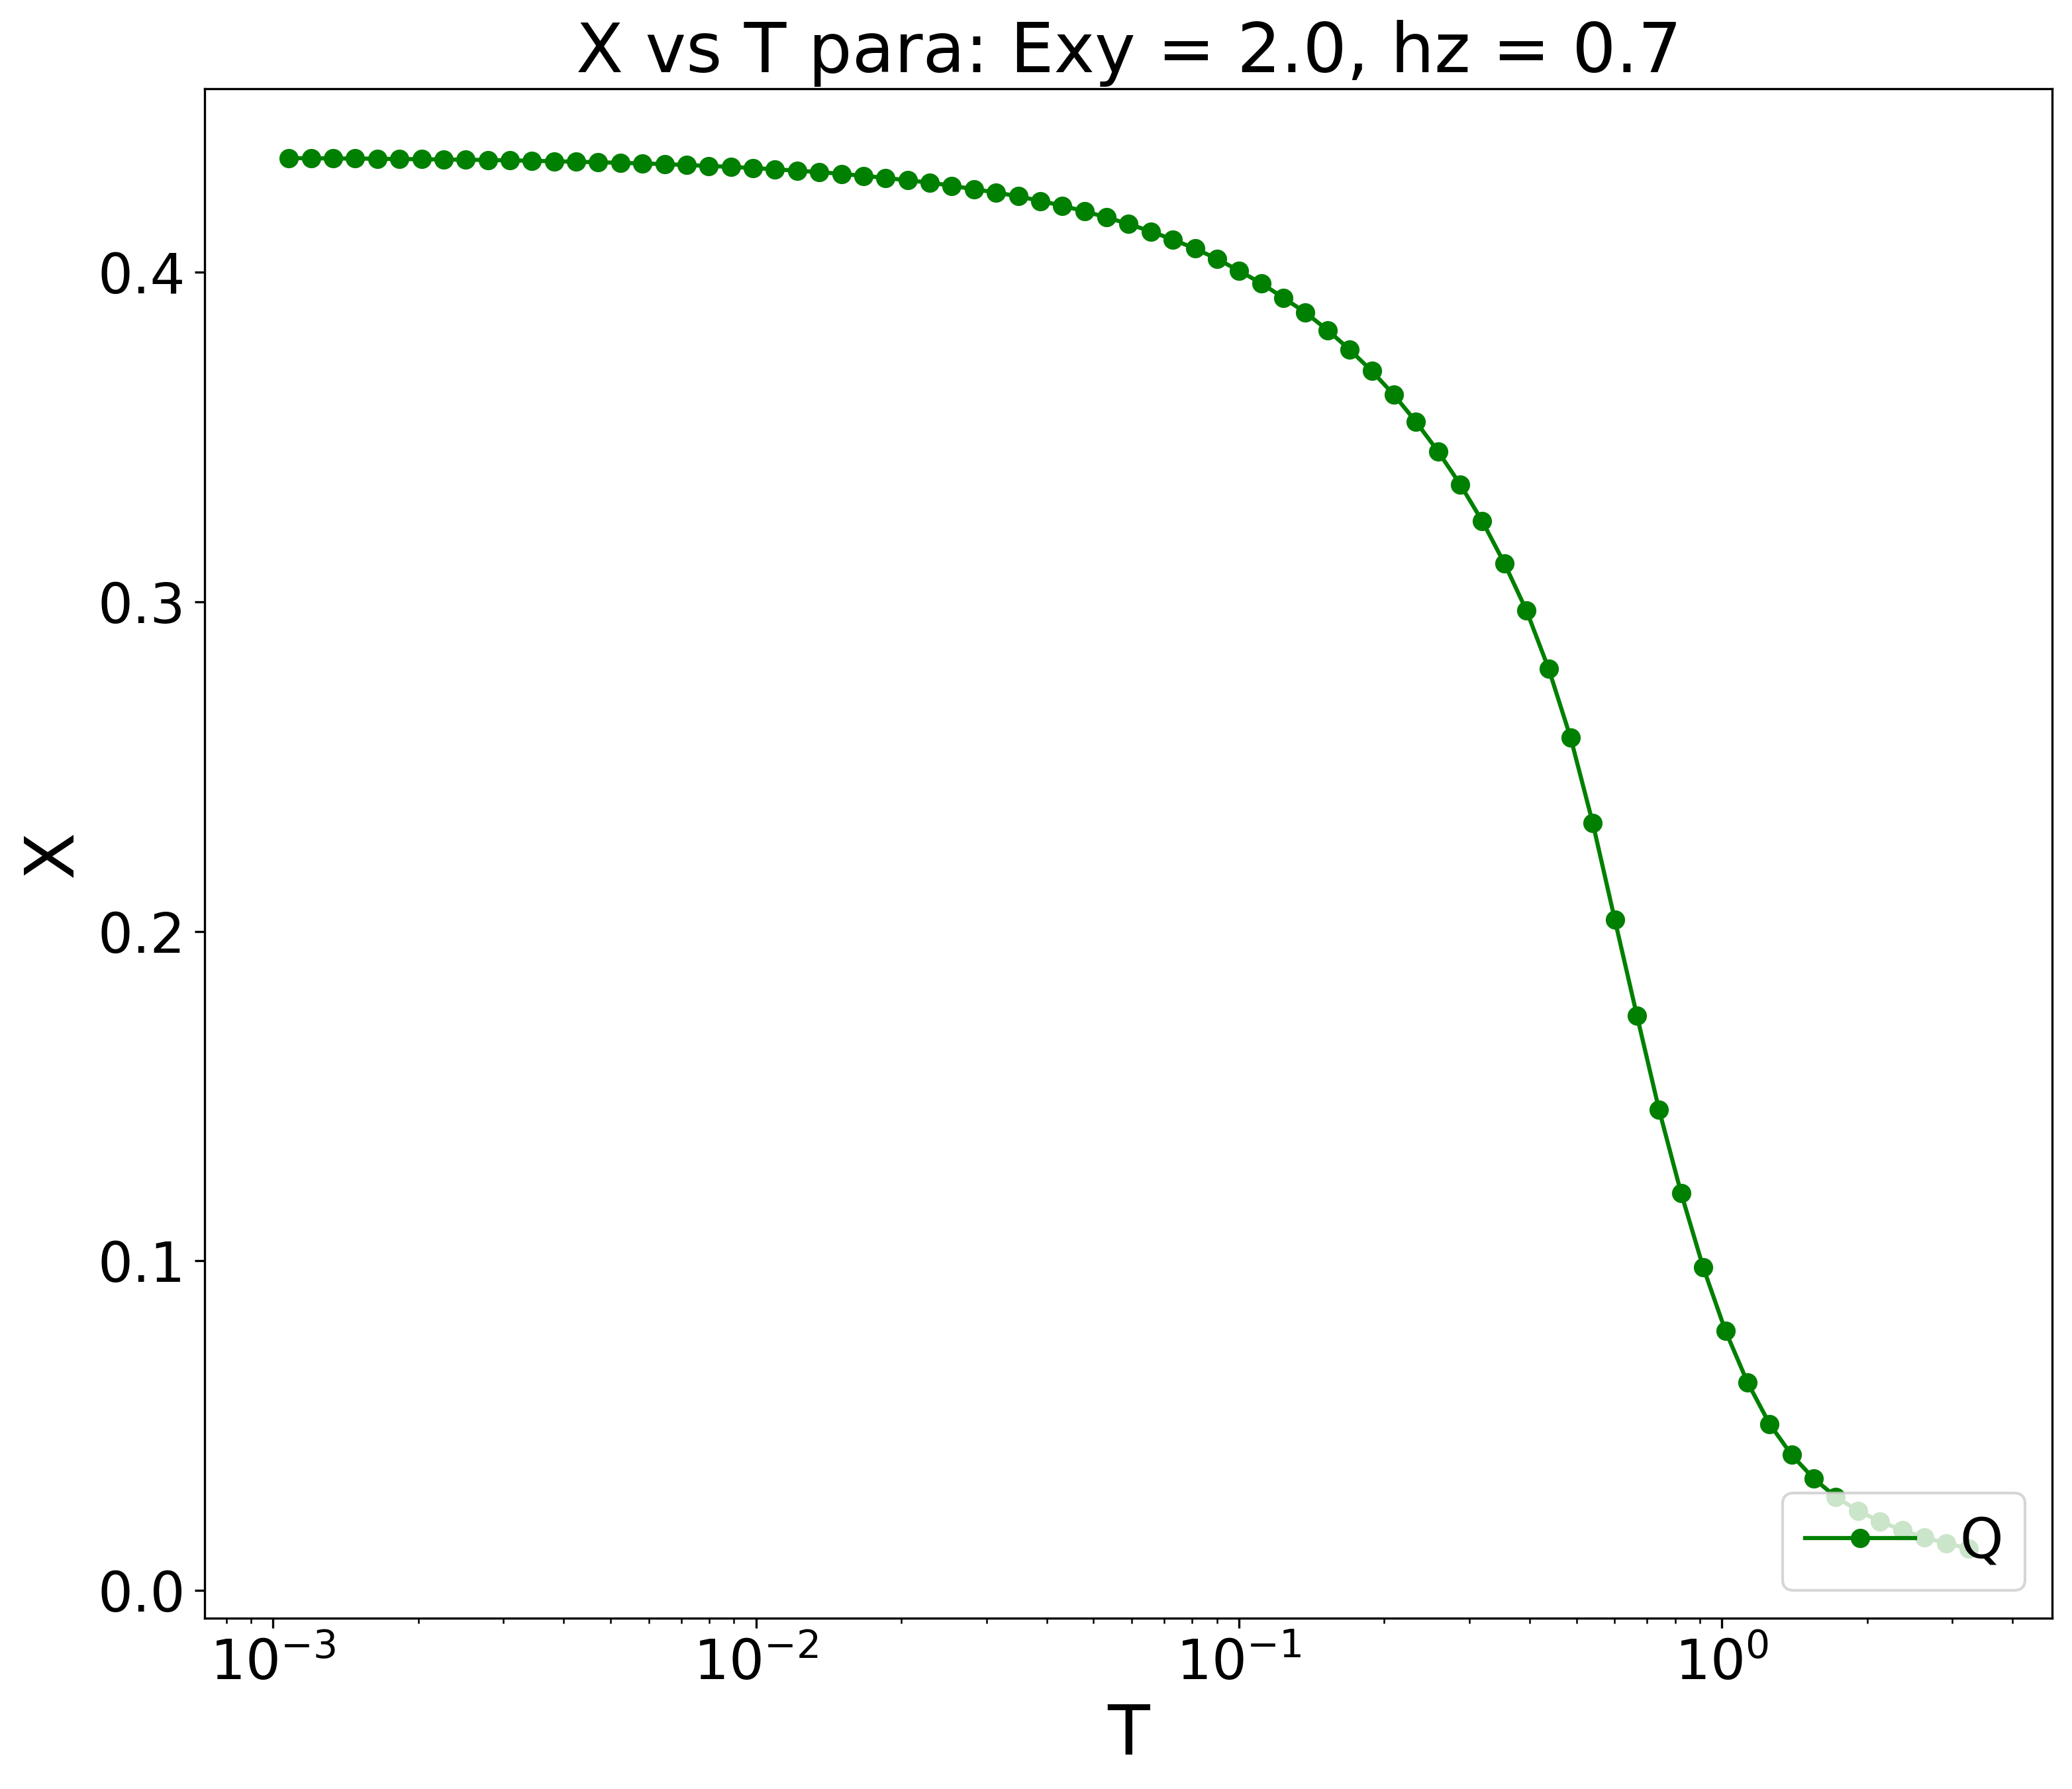 X vs T para: Exy = 2.0, hz = 0.7
X
0.4
0.3
0.2
0.1
0.0
10⁻³ 10⁻² 10⁻¹ 10⁰
T
Q